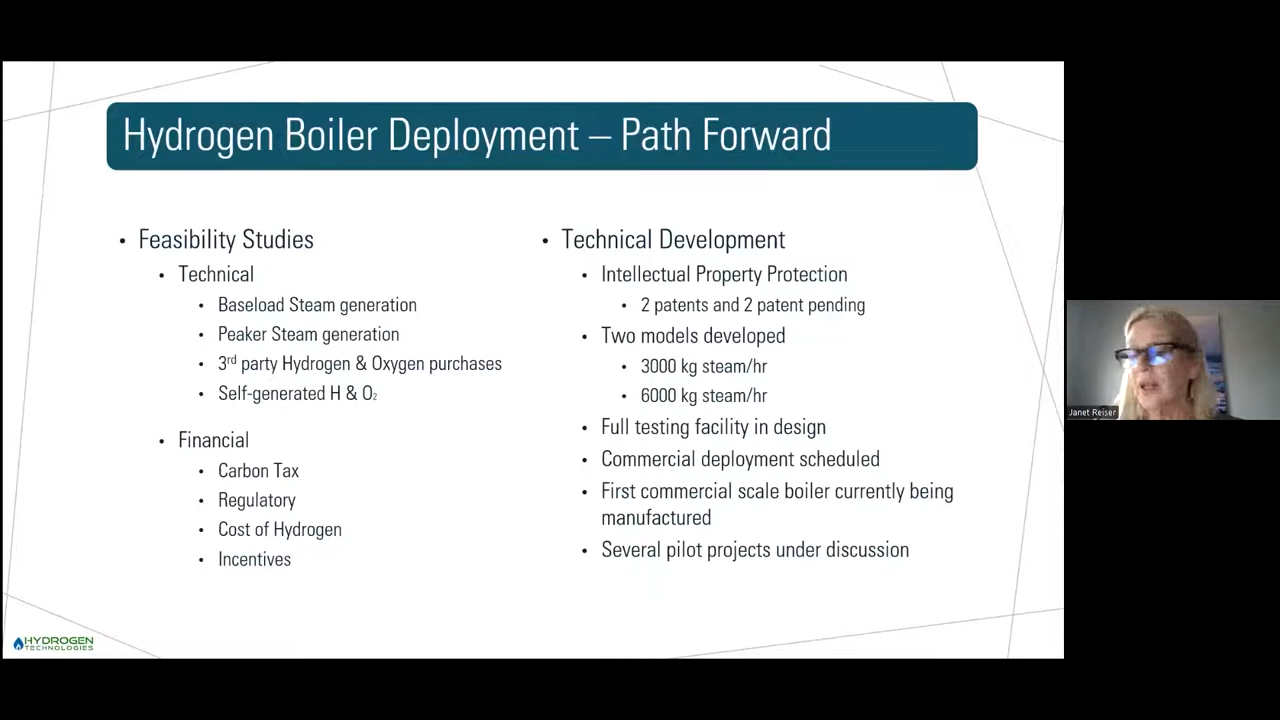 Hydrogen Boiler Deployment – Path Forward
• Feasibility Studies
• Technical
• Baseload Steam generation
• Peaker Steam generation
• 3rd party Hydrogen & Oxygen purchases
• Self-generated H & O₂
• Financial
• Carbon Tax
• Regulatory
• Cost of Hydrogen
• Incentives
• Technical Development
• Intellectual Property Protection
• 2 patents and 2 patent pending
• Two models developed
• 3000 kg steam/hr
• 6000 kg steam/hr
• Full testing facility in design
• Commercial deployment scheduled
• First commercial scale boiler currently being
manufactured
• Several pilot projects under discussion
Janet Reiser
HYDROGEN
TECHNOLOGIES